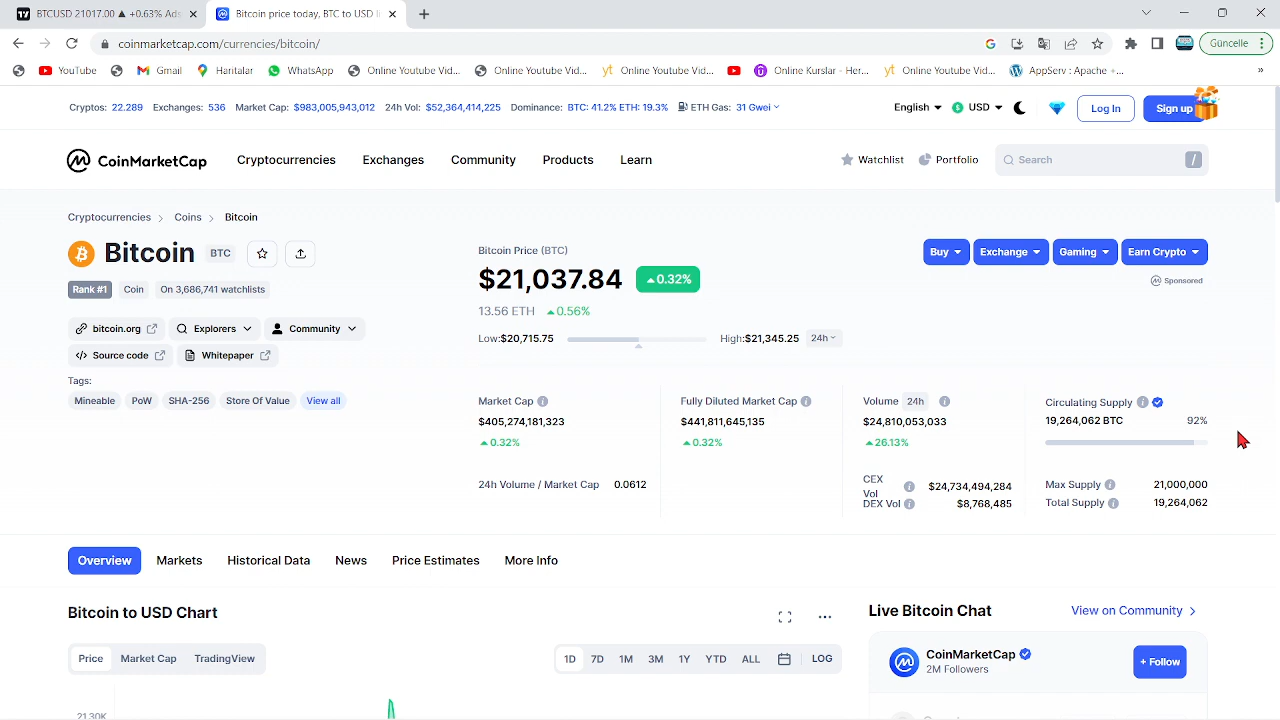 BTCUSD 21017.00 ▲ +0.63% Ads
Bitcoin price today, BTC to USD li
coinmarketcap.com/currencies/bitcoin/
Güncelle
YouTube
Gmail
Haritalar
WhatsApp
Online Youtube Vid...
Online Youtube Vid...
Online Youtube Vid...
Online Kurslar - Her...
Online Youtube Vid...
AppServ : Apache +...
»
Cryptos: 22.289 Exchanges: 536 Market Cap: $983,005,943,012 24h Vol: $52,364,414,225 Dominance: BTC: 41.2% ETH: 19.3% ETH Gas: 31 Gwei
English USD Log In Sign up
CoinMarketCap Cryptocurrencies Exchanges Community Products Learn Watchlist Portfolio Search /
Cryptocurrencies > Coins > Bitcoin
Bitcoin BTC
Rank #1 Coin On 3,686,741 watchlists
bitcoin.org Explorers Community
Source code Whitepaper
Tags:
Mineable PoW SHA-256 Store Of Value View all
Bitcoin Price (BTC)
$21,037.84 ▲0.32%
13.56 ETH ▲0.56%
Low:$20,715.75 High:$21,345.25 24h
Buy Exchange Gaming Earn Crypto
Sponsored
Market Cap
$405,274,181,323
▲0.32%
24h Volume / Market Cap 0.0612
Fully Diluted Market Cap
$441,811,645,135
▲0.32%
Volume 24h
$24,810,053,033
▲26.13%
CEX Vol $24,734,494,284
DEX Vol $8,768,485
Circulating Supply
19,264,062 BTC 92%
Max Supply 21,000,000
Total Supply 19,264,062
Overview Markets Historical Data News Price Estimates More Info
Bitcoin to USD Chart
Price Market Cap TradingView
1D 7D 1M 3M 1Y YTD ALL LOG
21.30K
Live Bitcoin Chat View on Community >
CoinMarketCap
2M Followers
+ Follow